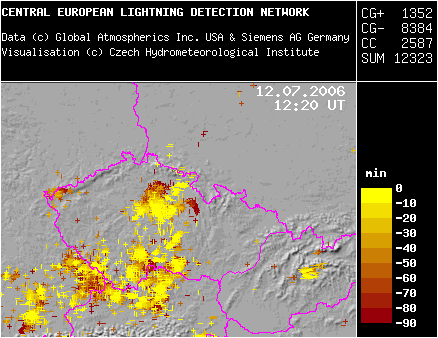 CENTRAL EUROPEAN LIGHTNING DETECTION NETWORK
Data (c) Global Atmospherics Inc. USA & Siemens AG Germany
Visualisation (c) Czech Hydrometeorological Institute
CG+ 1352
CG- 8384
CC 2587
SUM 12323
12.07.2006
12:20 UT
min
0
-10
-20
-30
-40
-50
-60
-70
-80
-90